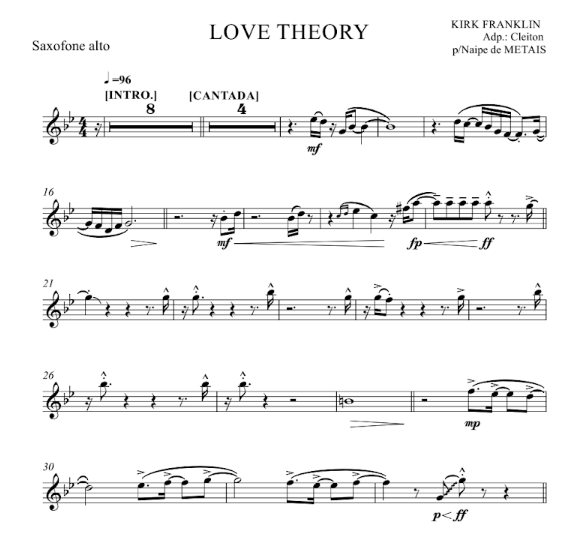 LOVE THEORY
KIRK FRANKLIN
Adp.: Cleiton
p/Naipe de METAIS
Saxofone alto
♩ =96
[INTRO.] [CANTADA]
8 4
mf
16
mf fp ff
21
26
mp
30
p ff